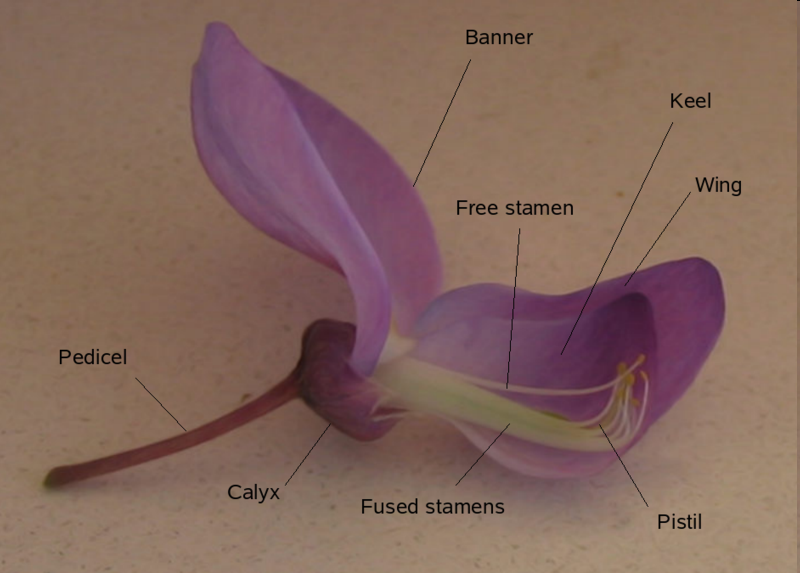 Banner
Keel
Wing
Free stamen
Pedicel
Calyx
Fused stamens
Pistil